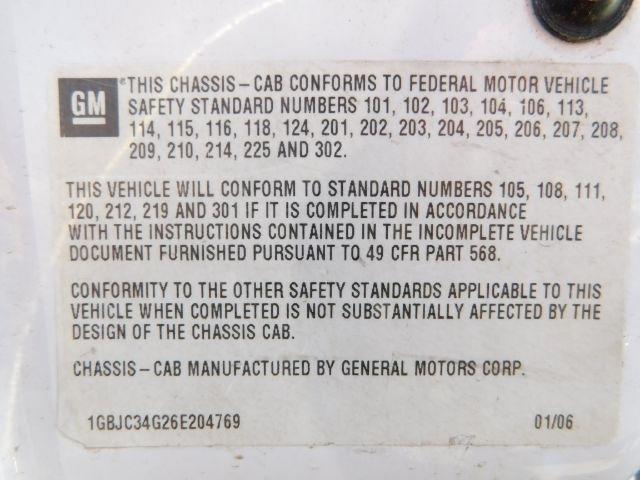 GM
THIS CHASSIS-CAB CONFORMS TO FEDERAL MOTOR VEHICLE
SAFETY STANDARD NUMBERS 101, 102, 103, 104, 106, 113,
114, 115, 116, 118, 124, 201, 202, 203, 204, 205, 206, 207, 208,
209, 210, 214, 225 AND 302.
THIS VEHICLE WILL CONFORM TO STANDARD NUMBERS 105, 108, 111,
120, 212, 219 AND 301 IF IT IS COMPLETED IN ACCORDANCE
WITH THE INSTRUCTIONS CONTAINED IN THE INCOMPLETE VEHICLE
DOCUMENT FURNISHED PURSUANT TO 49 CFR PART 568.
CONFORMITY TO THE OTHER SAFETY STANDARDS APPLICABLE TO THIS
VEHICLE WHEN COMPLETED IS NOT SUBSTANTIALLY AFFECTED BY THE
DESIGN OF THE CHASSIS CAB.
CHASSIS-CAB MANUFACTURED BY GENERAL MOTORS CORP.
1GBJC34G26E204769 01/06